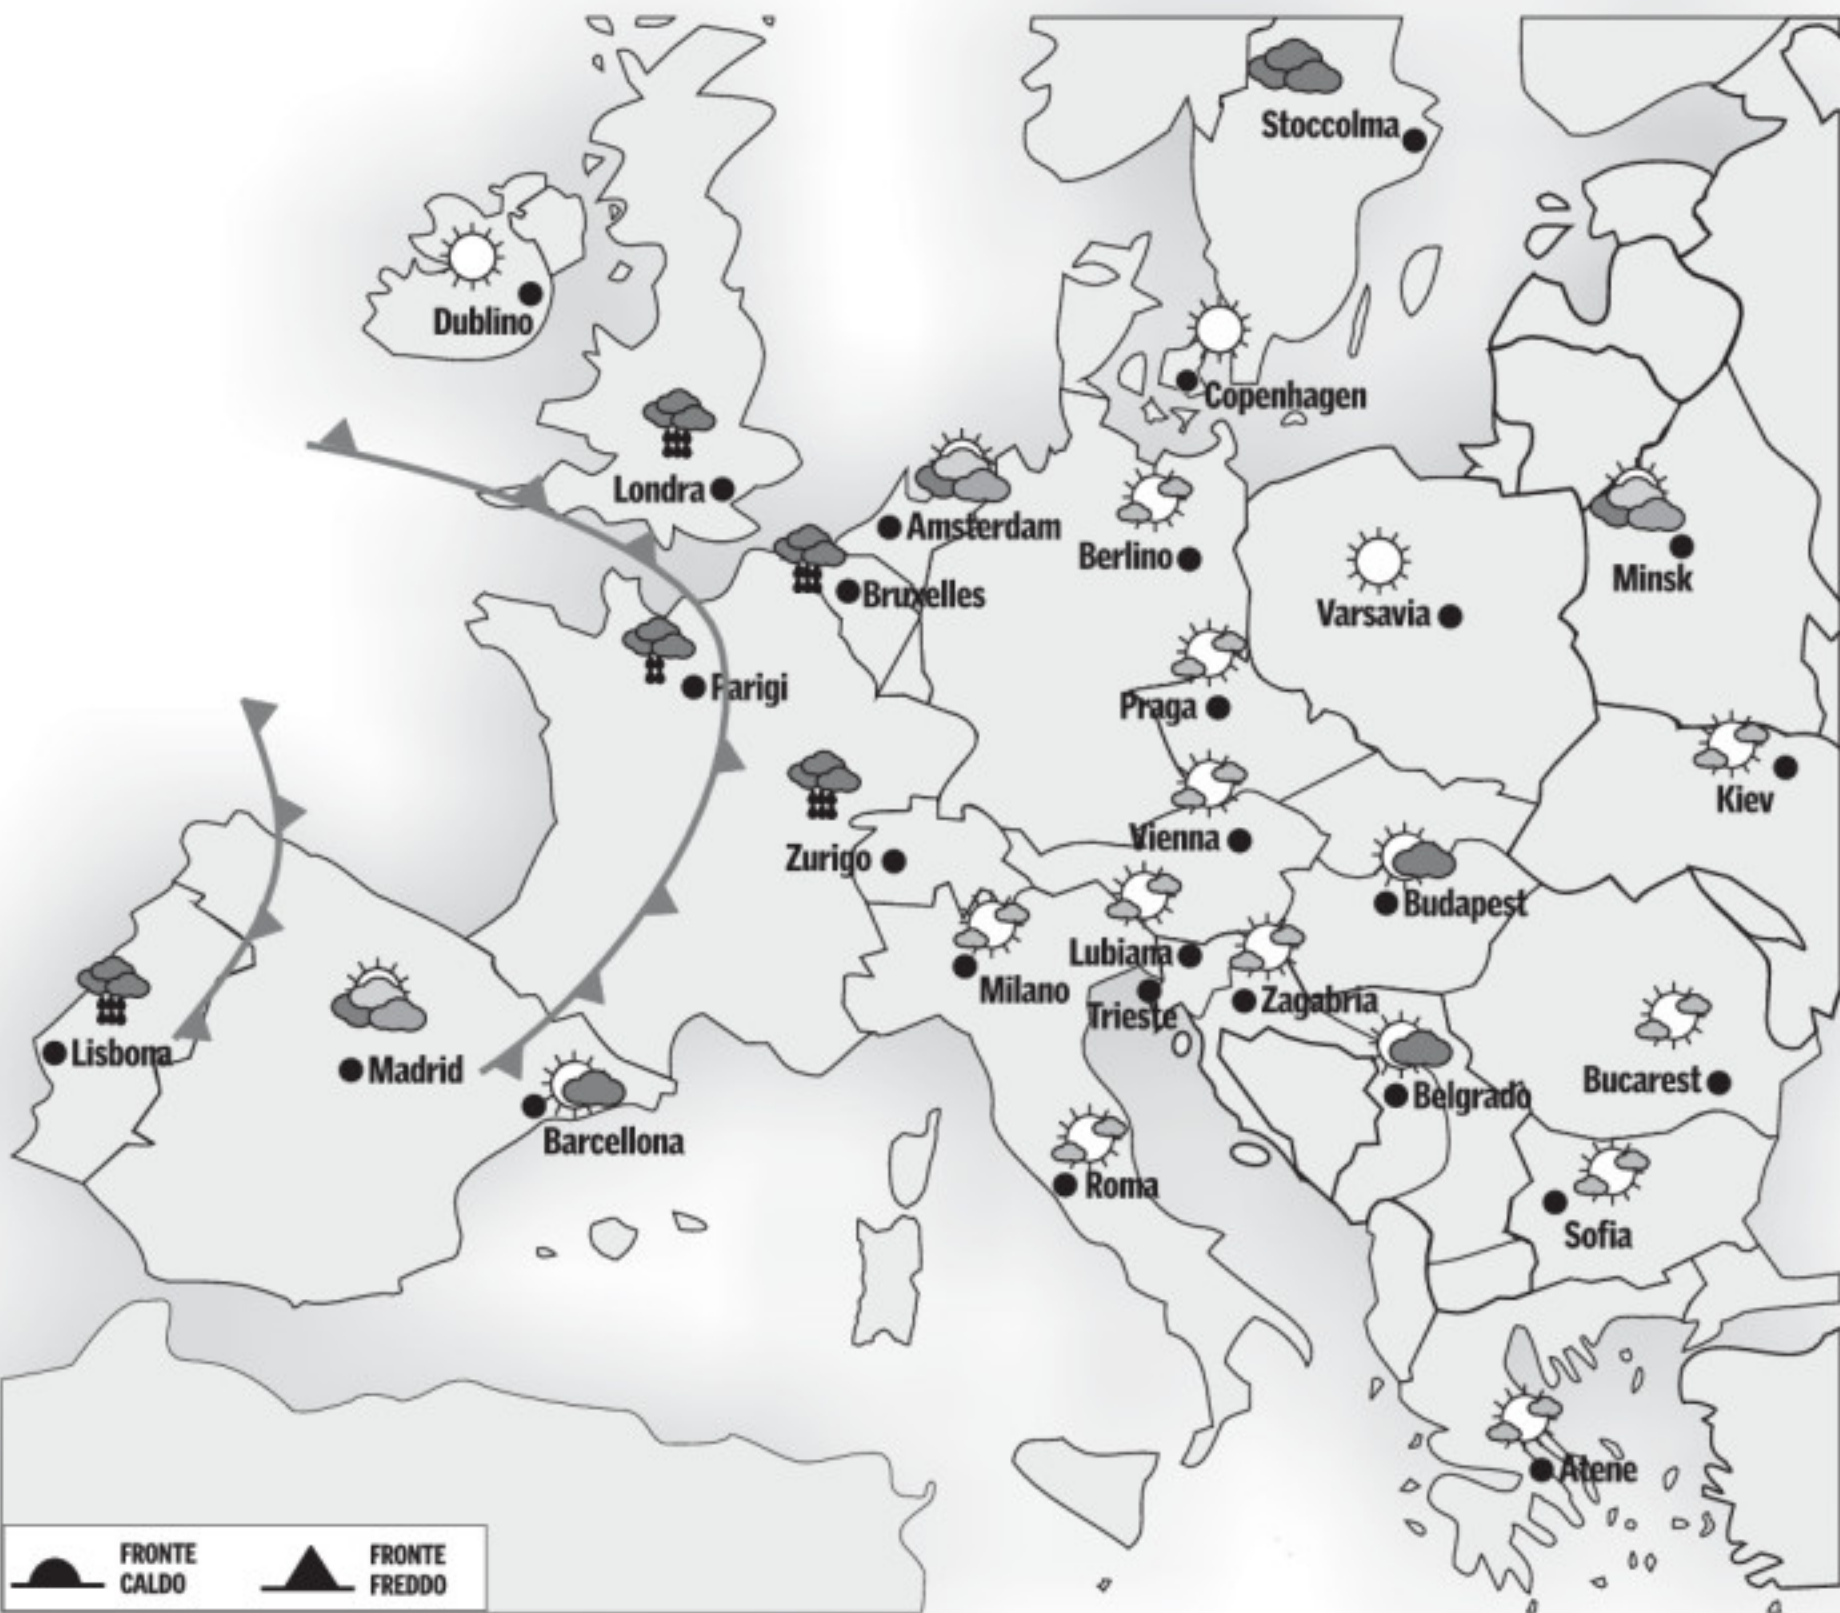 Stoccolma
Dublino
Copenhagen
Londra
Amsterdam
Berlino
Minsk
Bruxelles
Varsavia
Parigi
Praga
Kiev
Vienna
Zurigo
Budapest
Lubiana
Milano
Zagabria
Trieste
Lisbona
Madrid
Belgrado
Bucarest
Barcellona
Roma
Sofia
Atene
FRONTE
CALDO
FRONTE
FREDDO